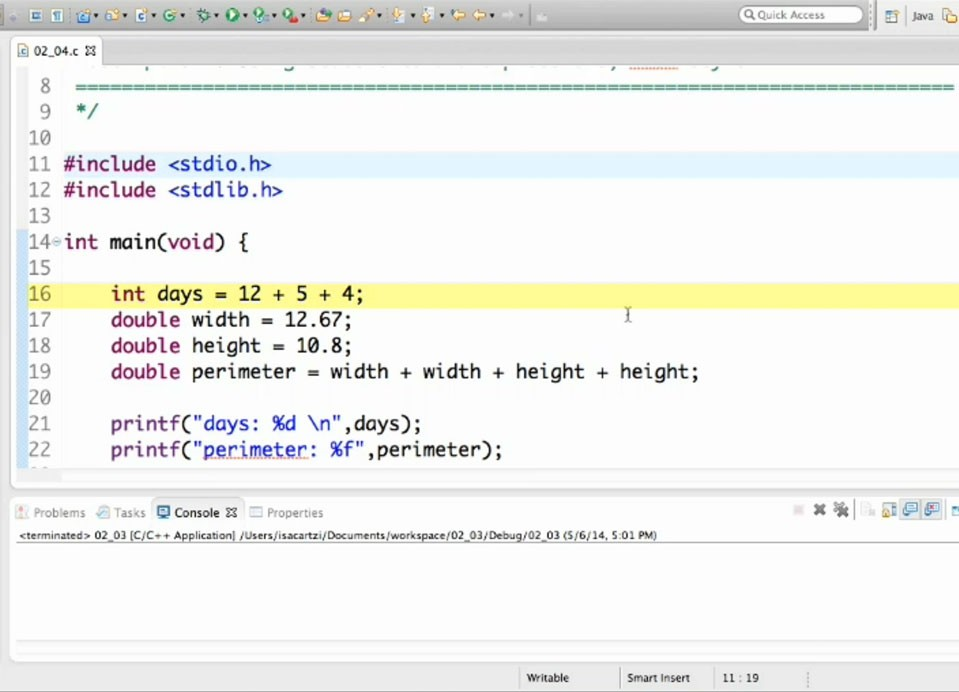 Quick Access
Java
02_04.c
8 ============================================================================
9 */
10
11 #include <stdio.h>
12 #include <stdlib.h>
13
14 int main(void) {
15
16 int days = 12 + 5 + 4;
17 double width = 12.67;
18 double height = 10.8;
19 double perimeter = width + width + height + height;
20
21 printf("days: %d \n",days);
22 printf("perimeter: %f",perimeter);
Problems Tasks Console Properties
<terminated> 02_03 [C/C++ Application] /Users/isacartzi/Documents/workspace/02_03/Debug/02_03 (5/6/14, 5:01 PM)
Writable Smart Insert 11 : 19